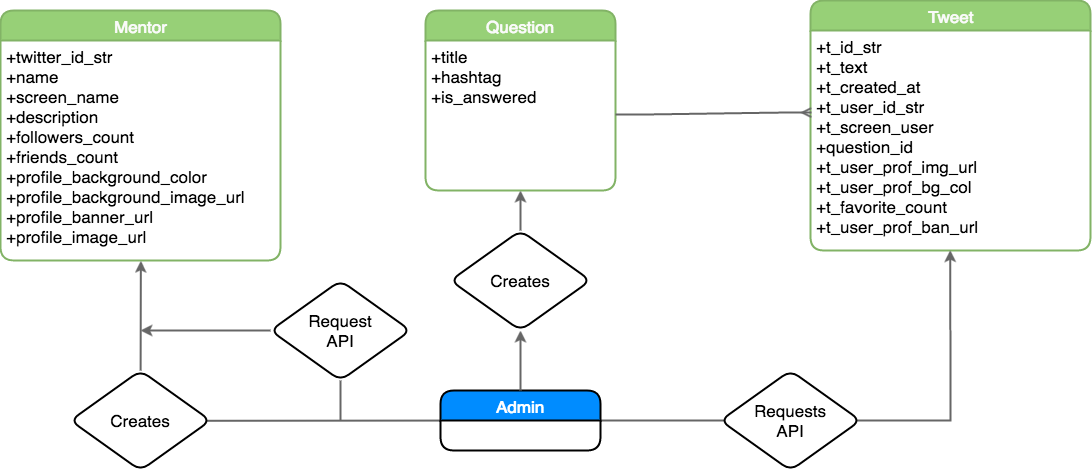 Mentor
+twitter_id_str
+name
+screen_name
+description
+followers_count
+friends_count
+profile_background_color
+profile_background_image_url
+profile_banner_url
+profile_image_url
Question
+title
+hashtag
+is_answered
Tweet
+t_id_str
+t_text
+t_created_at
+t_user_id_str
+t_screen_user
+question_id
+t_user_prof_img_url
+t_user_prof_bg_col
+t_favorite_count
+t_user_prof_ban_url
Creates
Request
API
Creates
Admin
Requests
API